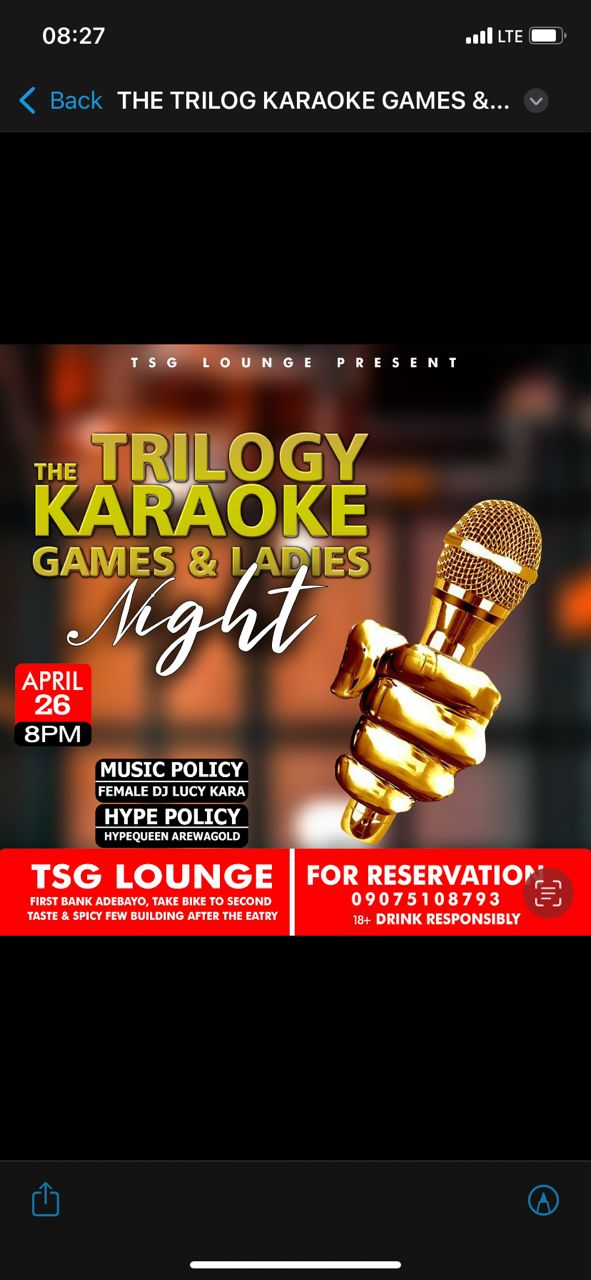 08:27
LTE
Back THE TRILOG KARAOKE GAMES &...
TSG LOUNGE PRESENT
THE TRILOGY
KARAOKE
GAMES & LADIES
Night
APRIL
26
8PM
MUSIC POLICY
FEMALE DJ LUCY KARA
HYPE POLICY
HYPEQUEEN AREWAGOLD
TSG LOUNGE
FIRST BANK ADEBAYO, TAKE BIKE TO SECOND
TASTE & SPICY FEW BUILDING AFTER THE EATRY
FOR RESERVATION
09075108793
18+ DRINK RESPONSIBLY